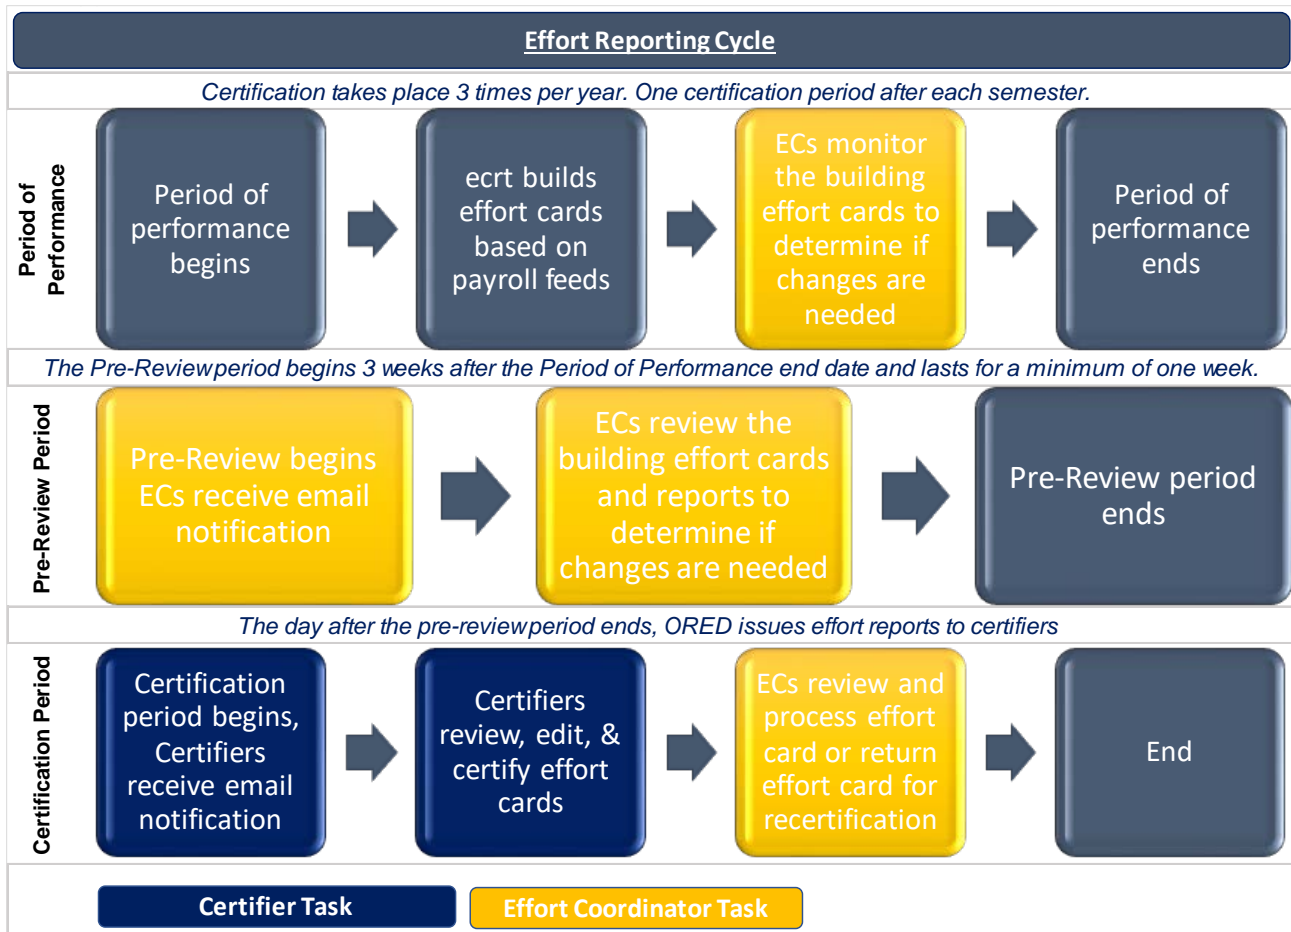 Effort Reporting Cycle
Certification takes place 3 times per year. One certification period after each semester.
Period of
Performance
Period of
performance
begins
ecrt builds
effort cards
based on
payroll feeds
ECs monitor
the building
effort cards to
determine if
changes are
needed
Period of
performance
ends
The Pre-Reviewperiod begins 3 weeks after the Period of Performance end date and lasts for a minimum of one week.
Pre-Review Period
Pre-Review begins
ECs receive email
notification
ECs review the
building effort cards
and reports to
determine if
changes are needed
Pre-Review period
ends
The day after the pre-reviewperiod ends, ORED issues effort reports to certifiers
Certification Period
Certification
period begins,
Certifiers
receive email
notification
Certifiers
review, edit, &
certify effort
cards
ECs review and
process effort
card or return
effort card for
recertification
End
Certifier Task
Effort Coordinator Task